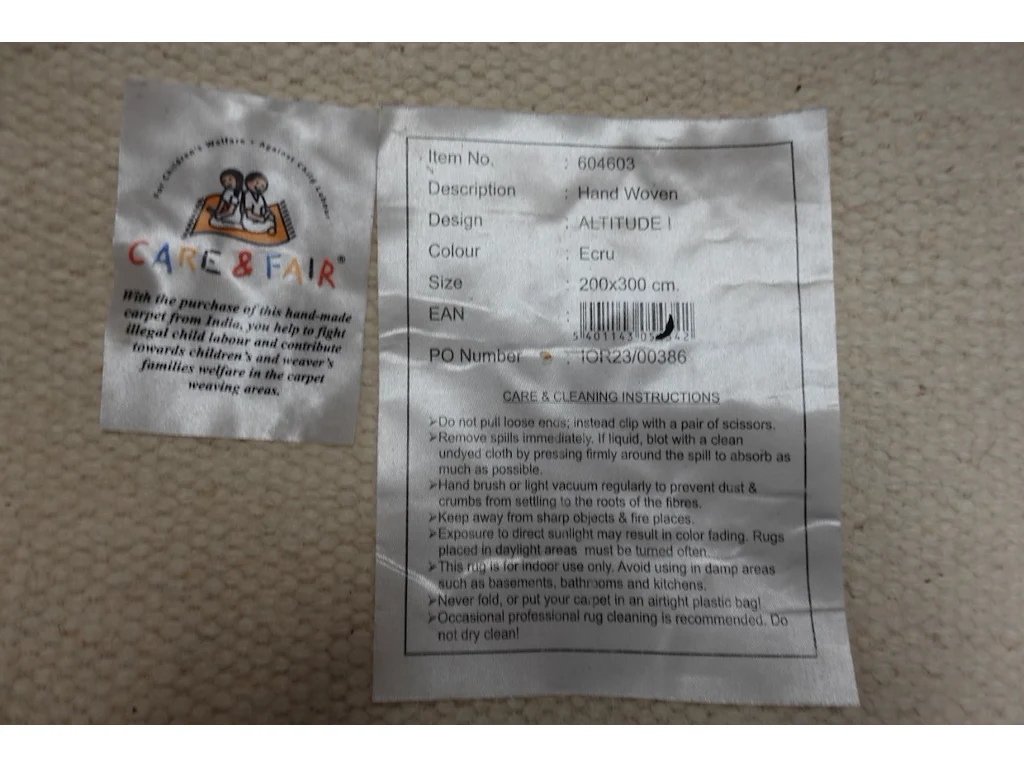 For Children's Welfare • Against Child Labour
CARE & FAIR®
With the purchase of this hand-made
carpet from India, you help to fight
illegal child labour and contribute
towards children's and weaver's
families welfare in the carpet
weaving areas.
Item No. : 604603
Description : Hand Woven
Design : ALTITUDE I
Colour : Ecru
Size : 200x300 cm.
EAN :
PO Number : IOR23/00386
CARE & CLEANING INSTRUCTIONS
➢Do not pull loose ends; instead clip with a pair of scissors.
➢Remove spills immediately. If liquid, blot with a clean
undyed cloth by pressing firmly around the spill to absorb as
much as possible.
➢Hand brush or light vacuum regularly to prevent dust &
crumbs from settling to the roots of the fibres.
➢Keep away from sharp objects & fire places.
➢Exposure to direct sunlight may result in color fading. Rugs
placed in daylight areas must be turned often.
➢This rug is for indoor use only. Avoid using in damp areas
such as basements, bathrooms and kitchens.
➢Never fold, or put your carpet in an airtight plastic bag!
➢Occasional professional rug cleaning is recommended. Do
not dry clean!